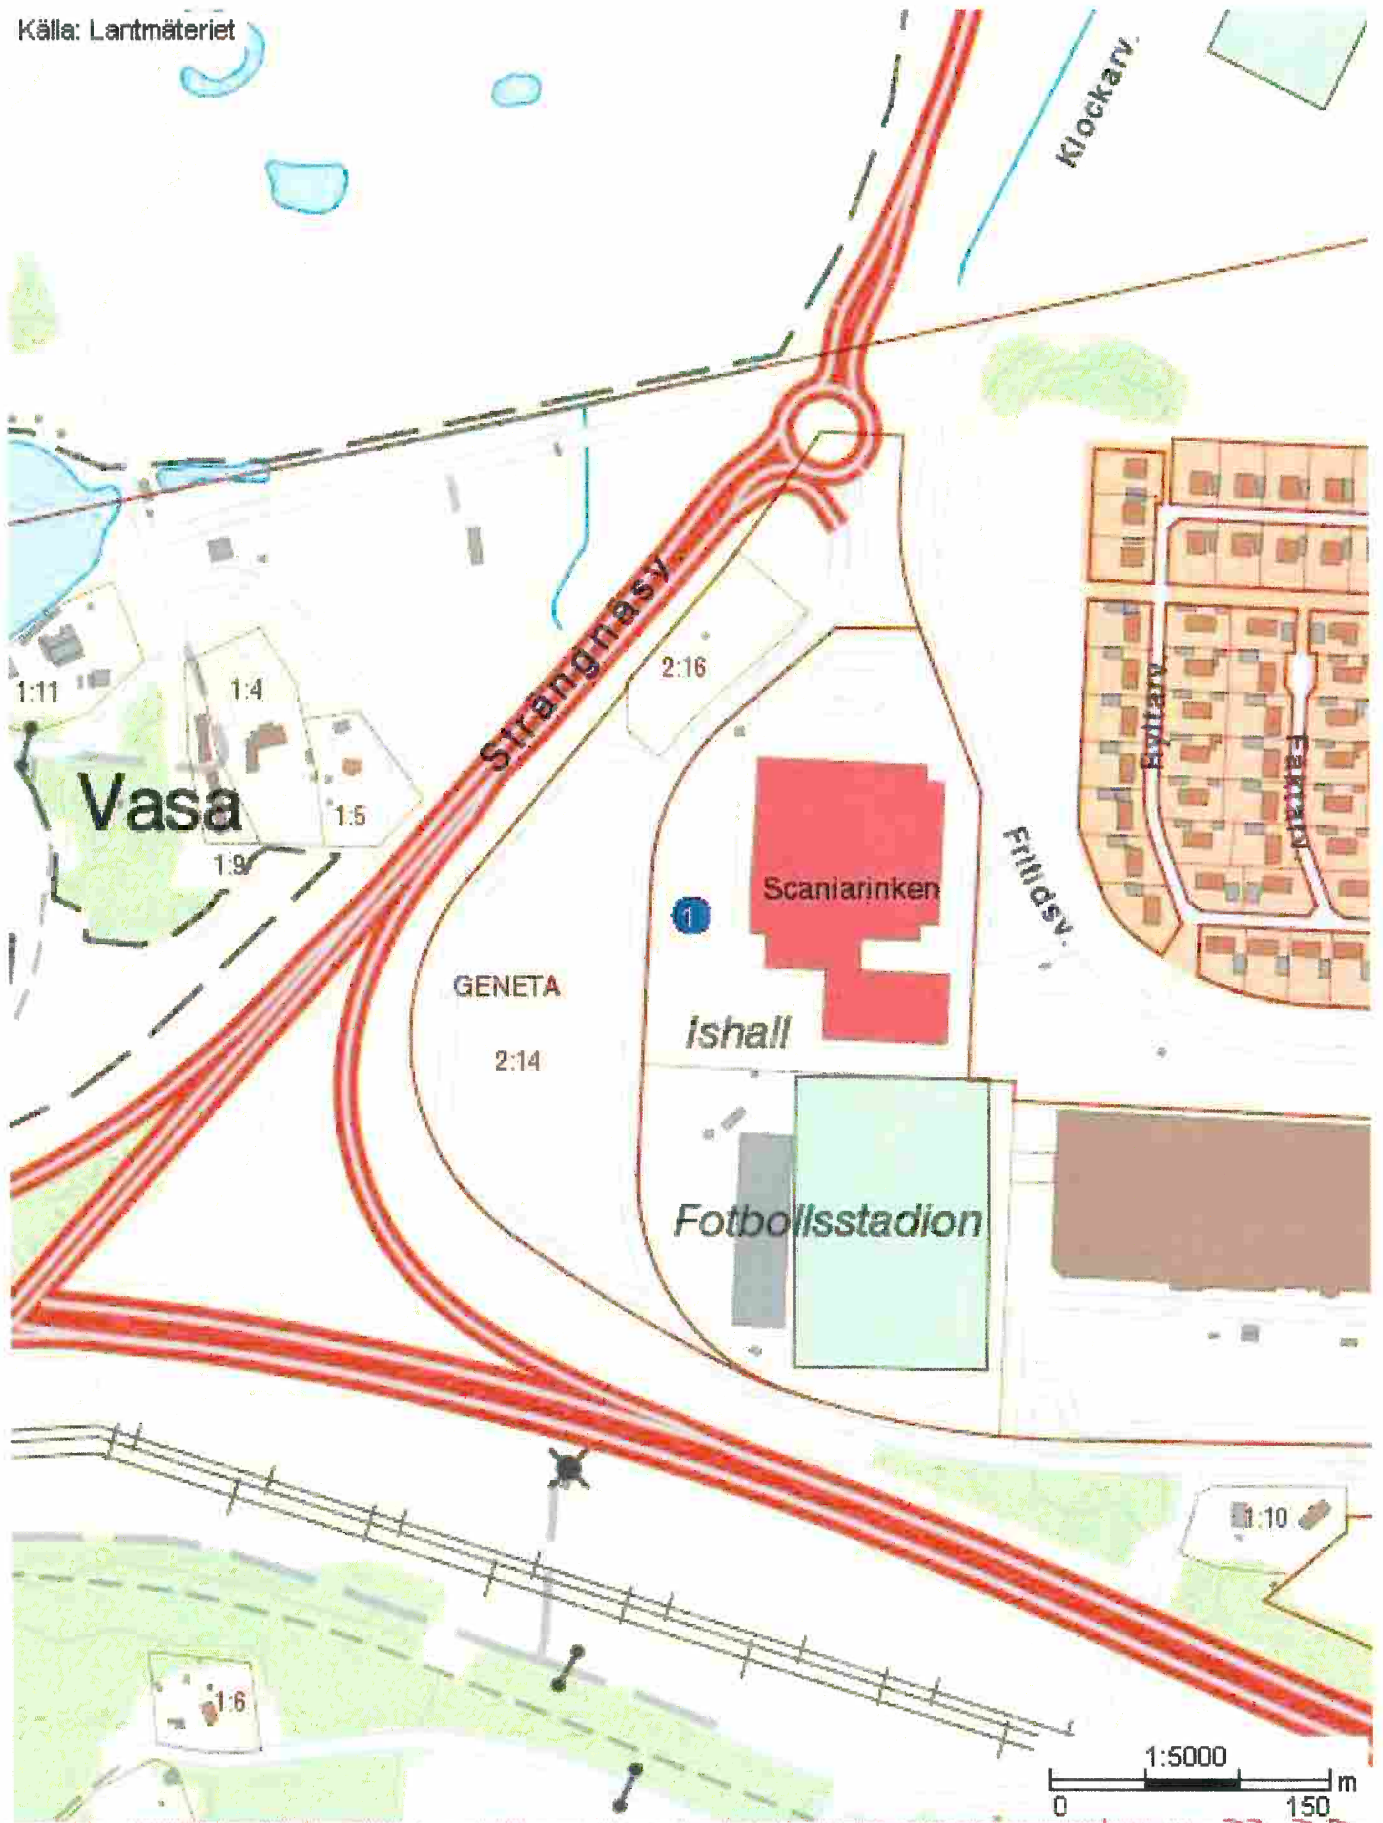 Källa: Lantmäteriet
Klockarv.
Strängnäsv.
2:16
1:11
1:4
Vasa
1:5
1:9
Fritidsv.
Scaniarinken
1
GENETA
2:14
Ishall
Fotbollsstadion
1:10
1:6
1:5000
m
0
150